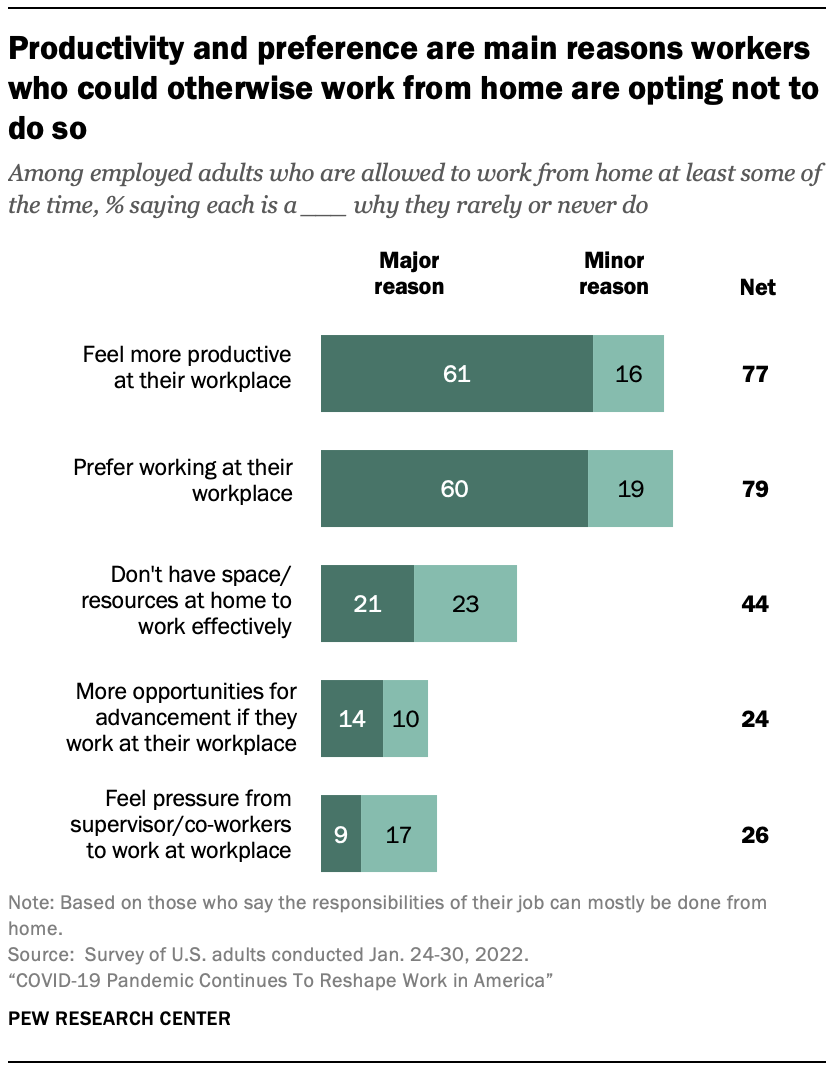 Productivity and preference are main reasons workers
who could otherwise work from home are opting not to
do so
Among employed adults who are allowed to work from home at least some of
the time, % saying each is a ___ why they rarely or never do
Major
reason
Minor
reason
Net
Feel more productive
at their workplace
61
16
77
Prefer working at their
workplace
60
19
79
Don't have space/
resources at home to
work effectively
21
23
44
More opportunities for
advancement if they
work at their workplace
14
10
24
Feel pressure from
supervisor/co-workers
to work at workplace
9
17
26
Note: Based on those who say the responsibilities of their job can mostly be done from
home.
Source: Survey of U.S. adults conducted Jan. 24-30, 2022.
“COVID-19 Pandemic Continues To Reshape Work in America”
PEW RESEARCH CENTER